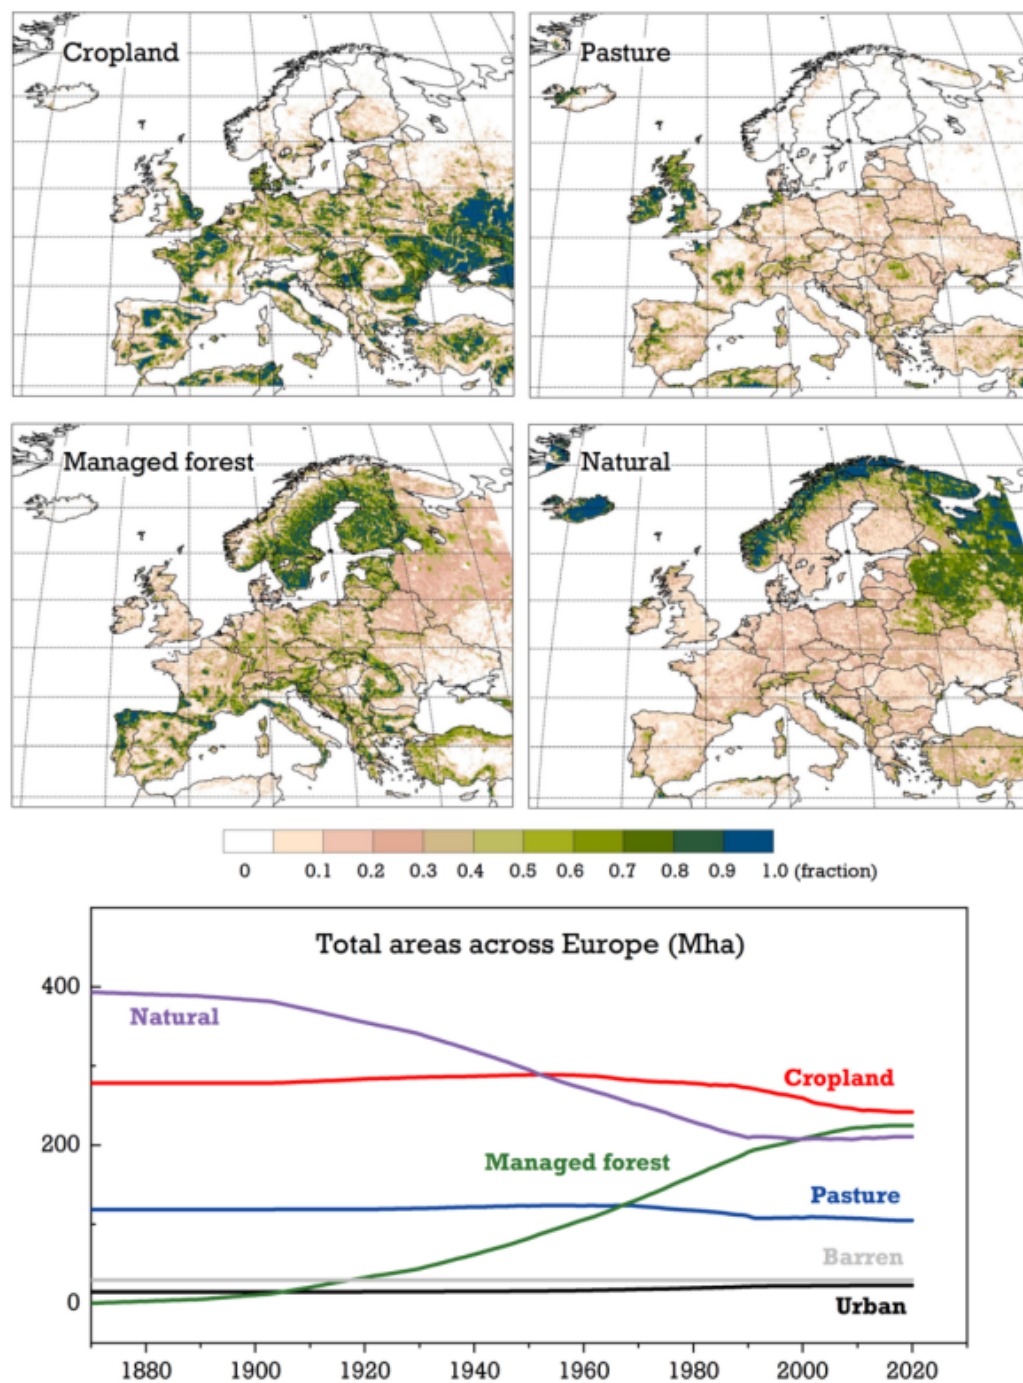 Cropland
Pasture
Managed forest
Natural
0 0.1 0.2 0.3 0.4 0.5 0.6 0.7 0.8 0.9 1.0 (fraction)
Total areas across Europe (Mha)
400
Natural
Cropland
200
Managed forest
Pasture
Barren
0
Urban
1880 1900 1920 1940 1960 1980 2000 2020